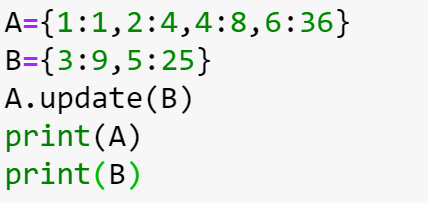 A={1:1,2:4,4:8,6:36}
B={3:9,5:25}
A.update(B)
print(A)
print(B)